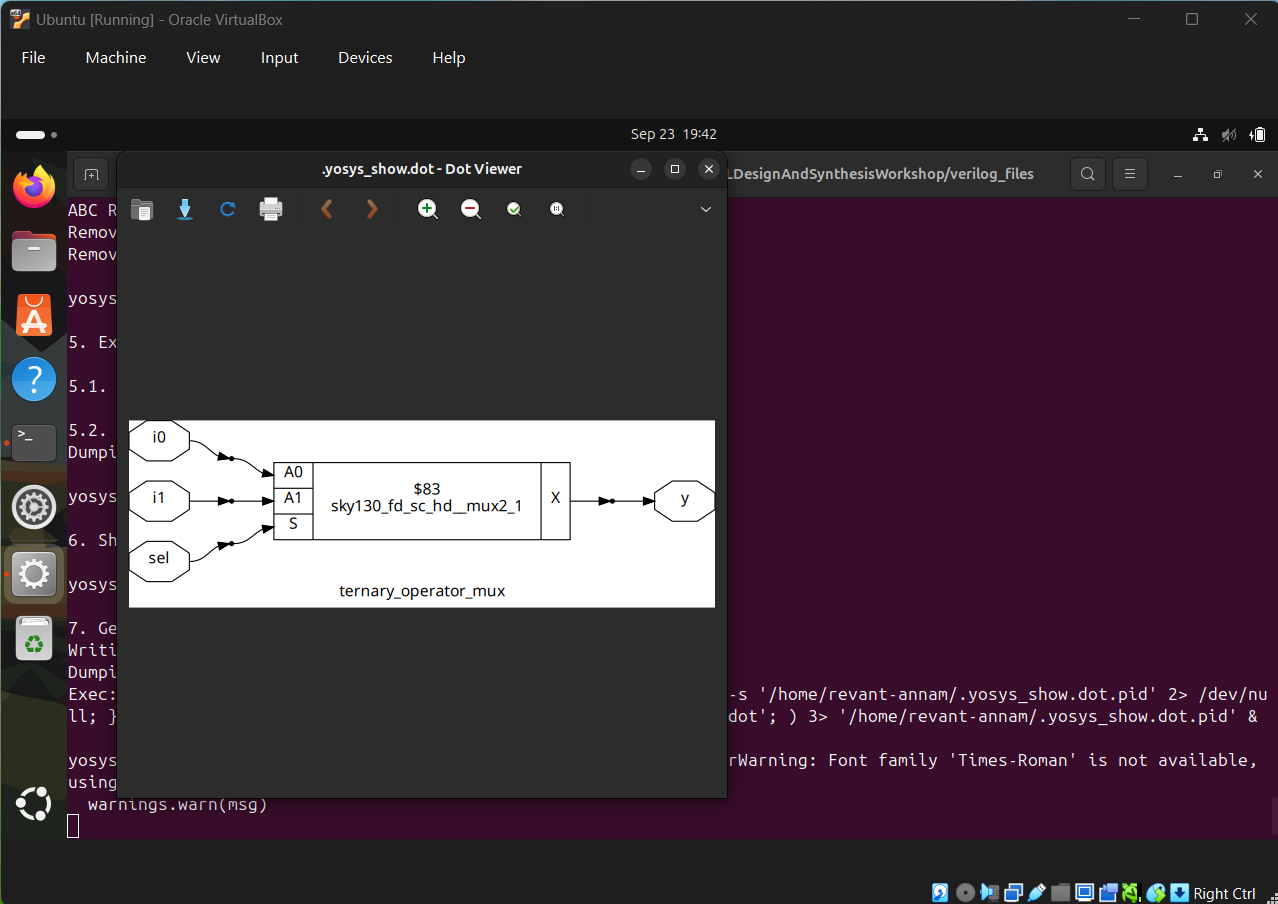 Ubuntu [Running] - Oracle VirtualBox
File Machine View Input Devices Help
Sep 23 19:42
.yosys_show.dot - Dot Viewer
.DesignAndSynthesisWorkshop/verilog_files
ABC R
Remov
Remov
yosys
5. Ex
5.1.
5.2.
Dumpi
yosys
6. Sh
yosys
7. Ge
Writi
Dumpi
Exec: -s '/home/revant-annam/.yosys_show.dot.pid' 2> /dev/nu
ll; } dot'; ) 3> '/home/revant-annam/.yosys_show.dot.pid' &
yosys rWarning: Font family 'Times-Roman' is not available,
using
warnings.warn(msg)
i0
i1
sel
A0
A1
S
$83
sky130_fd_sc_hd__mux2_1
X
y
ternary_operator_mux
Right Ctrl